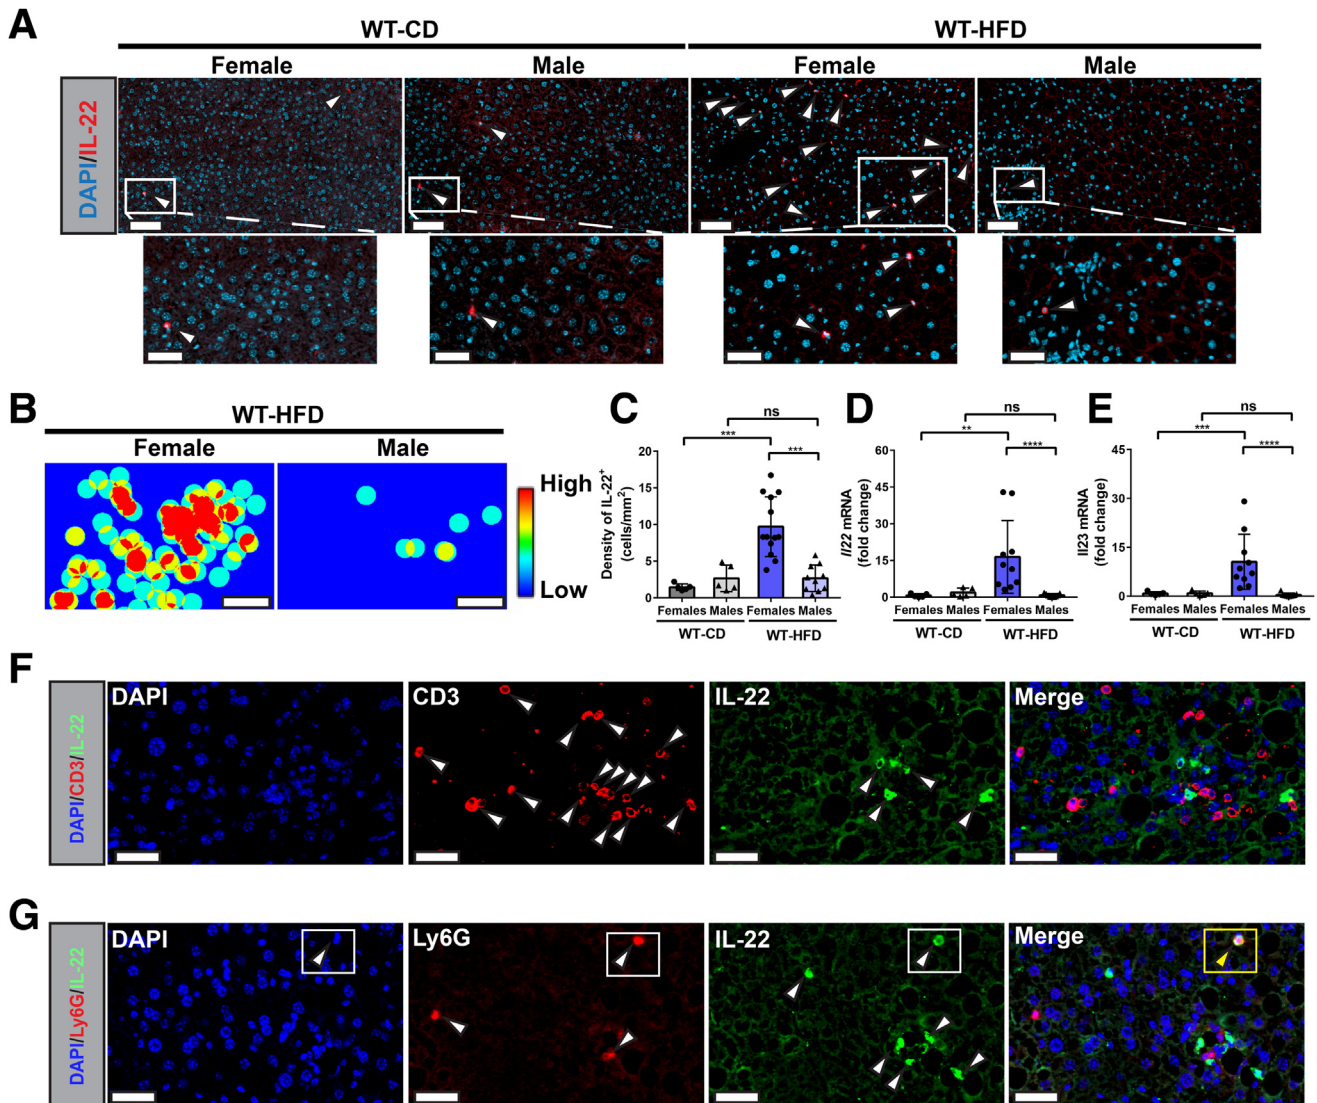 A
WT-CD
WT-HFD
Female
Male
Female
Male
DAPI/IL-22
B
WT-HFD
Female
Male
High
Low
C
ns
***
***
Density of IL-22+
(cells/mm2)
20
15
10
5
0
Females Males Females Males
WT-CD
WT-HFD
D
ns
**
****
Il22 mRNA
(fold change)
60
45
30
15
0
Females Males Females Males
WT-CD
WT-HFD
E
ns
***
****
Il23 mRNA
(fold change)
45
30
15
0
Females Males Females Males
WT-CD
WT-HFD
F
DAPI/CD3/IL-22
DAPI
CD3
IL-22
Merge
G
DAPI/Ly6G/IL-22
DAPI
Ly6G
IL-22
Merge